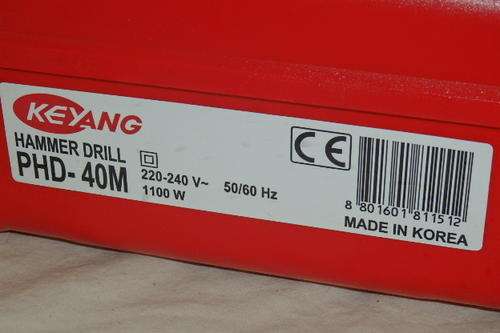 KEYANG
HAMMER DRILL
PHD-40M
220-240 V~ 50/60 Hz
1100 W
CE
8 801601 811512
MADE IN KOREA